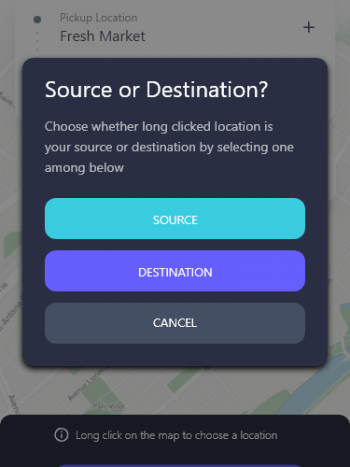 Pickup Location
Fresh Market
Source or Destination?
Choose whether long clicked location is
your source or destination by selecting one
among below
SOURCE
DESTINATION
CANCEL
Long click on the map to choose a location